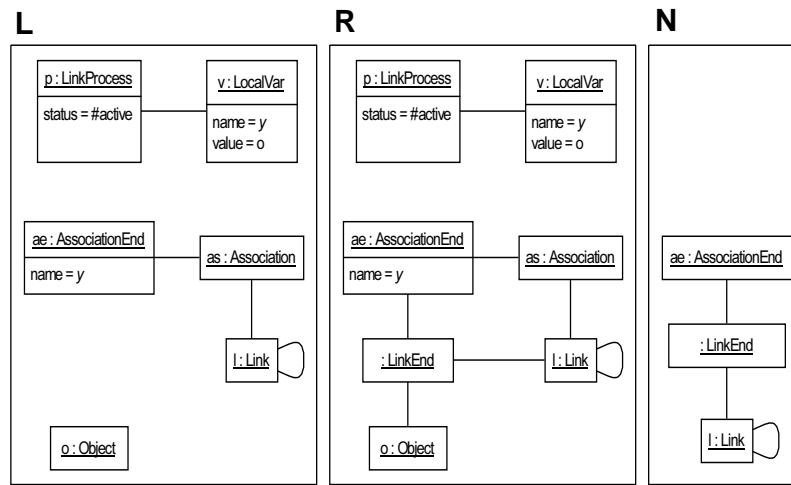 L
p : LinkProcess
status = #active
v : LocalVar
name = y
value = o
ae : AssociationEnd
name = y
as : Association
l : Link
o : Object
R
p : LinkProcess
status = #active
v : LocalVar
name = y
value = o
ae : AssociationEnd
name = y
as : Association
: LinkEnd
l : Link
o : Object
N
ae : AssociationEnd
: LinkEnd
l : Link